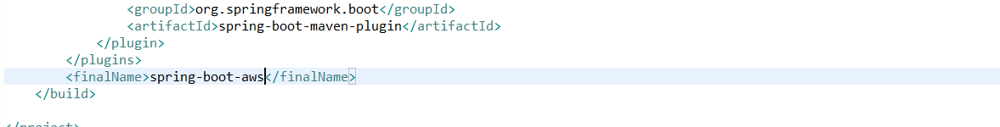 <groupId>org.springframework.boot</groupId>
<artifactId>spring-boot-maven-plugin</artifactId>
</plugin>
</plugins>
<finalName>spring-boot-aws</finalName>
</build>
</project>